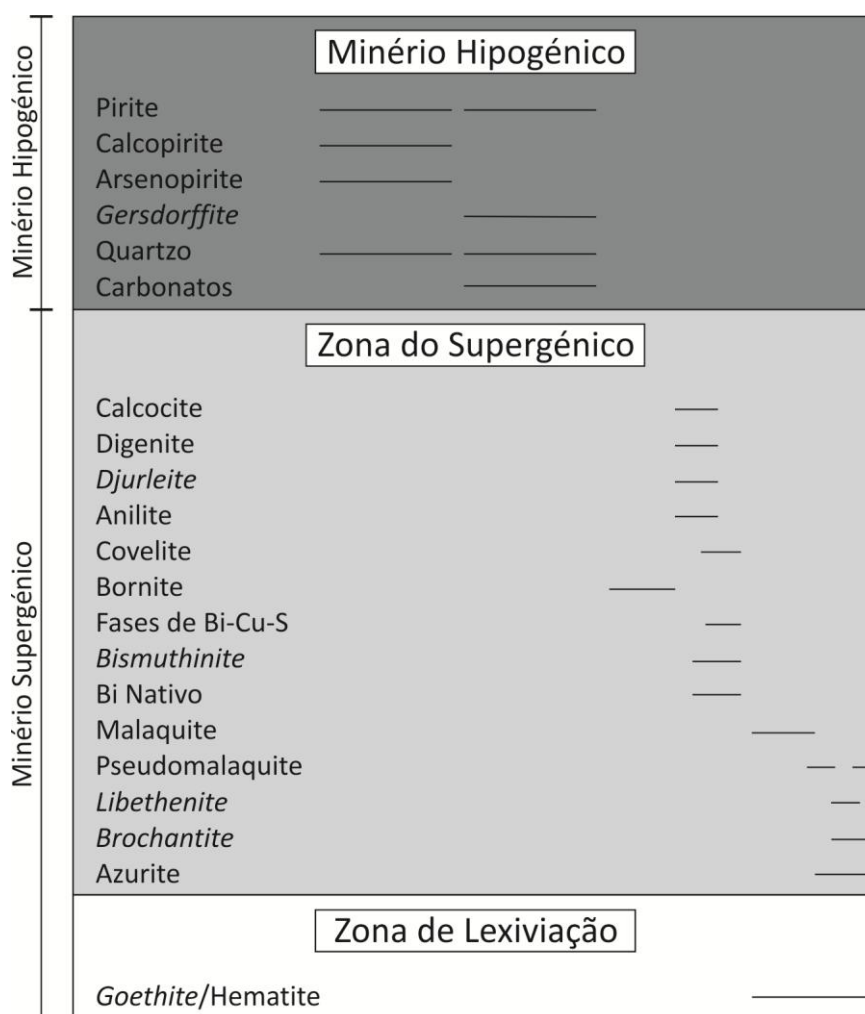 Minério Hipogénico
Minério Hipogénico
Pirite
Calcopirite
Arsenopirite
Gersdorffite
Quartzo
Carbonatos
Minério Supergénico
Zona do Supergénico
Calcocite
Digenite
Djurleite
Anilite
Covelite
Bornite
Fases de Bi-Cu-S
Bismuthinite
Bi Nativo
Malaquite
Pseudomalaquite
Libethenite
Brochantite
Azurite
Zona de Lexiviação
Goethite/Hematite